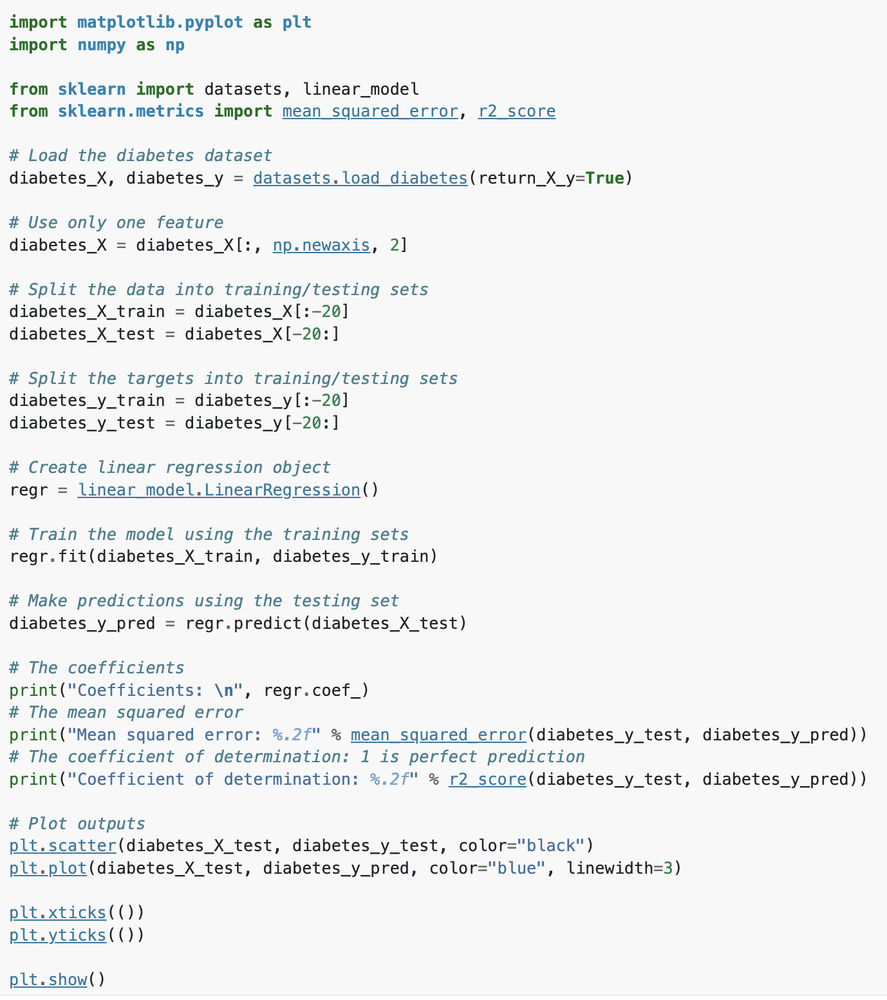 import matplotlib.pyplot as plt
import numpy as np
from sklearn import datasets, linear_model
from sklearn.metrics import mean_squared_error, r2_score
# Load the diabetes dataset
diabetes_X, diabetes_y = datasets.load_diabetes(return_X_y=True)
# Use only one feature
diabetes_X = diabetes_X[:, np.newaxis, 2]
# Split the data into training/testing sets
diabetes_X_train = diabetes_X[:-20]
diabetes_X_test = diabetes_X[-20:]
# Split the targets into training/testing sets
diabetes_y_train = diabetes_y[:-20]
diabetes_y_test = diabetes_y[-20:]
# Create linear regression object
regr = linear_model.LinearRegression()
# Train the model using the training sets
regr.fit(diabetes_X_train, diabetes_y_train)
# Make predictions using the testing set
diabetes_y_pred = regr.predict(diabetes_X_test)
# The coefficients
print("Coefficients: \n", regr.coef_)
# The mean squared error
print("Mean squared error: %.2f" % mean_squared_error(diabetes_y_test, diabetes_y_pred))
# The coefficient of determination: 1 is perfect prediction
print("Coefficient of determination: %.2f" % r2_score(diabetes_y_test, diabetes_y_pred))
# Plot outputs
plt.scatter(diabetes_X_test, diabetes_y_test, color="black")
plt.plot(diabetes_X_test, diabetes_y_pred, color="blue", linewidth=3)
plt.xticks(())
plt.yticks(())
plt.show()